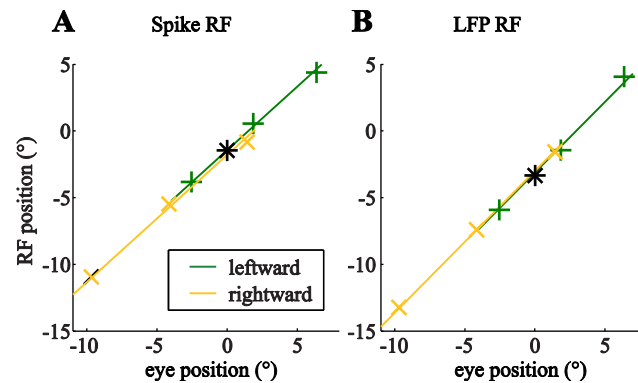 A Spike RF
B LFP RF
RF position (°)
5
0
-5
-10
-15
leftward
rightward
-10 -5 0 5
eye position (°)
5
0
-5
-10
-15
-10 -5 0 5
eye position (°)